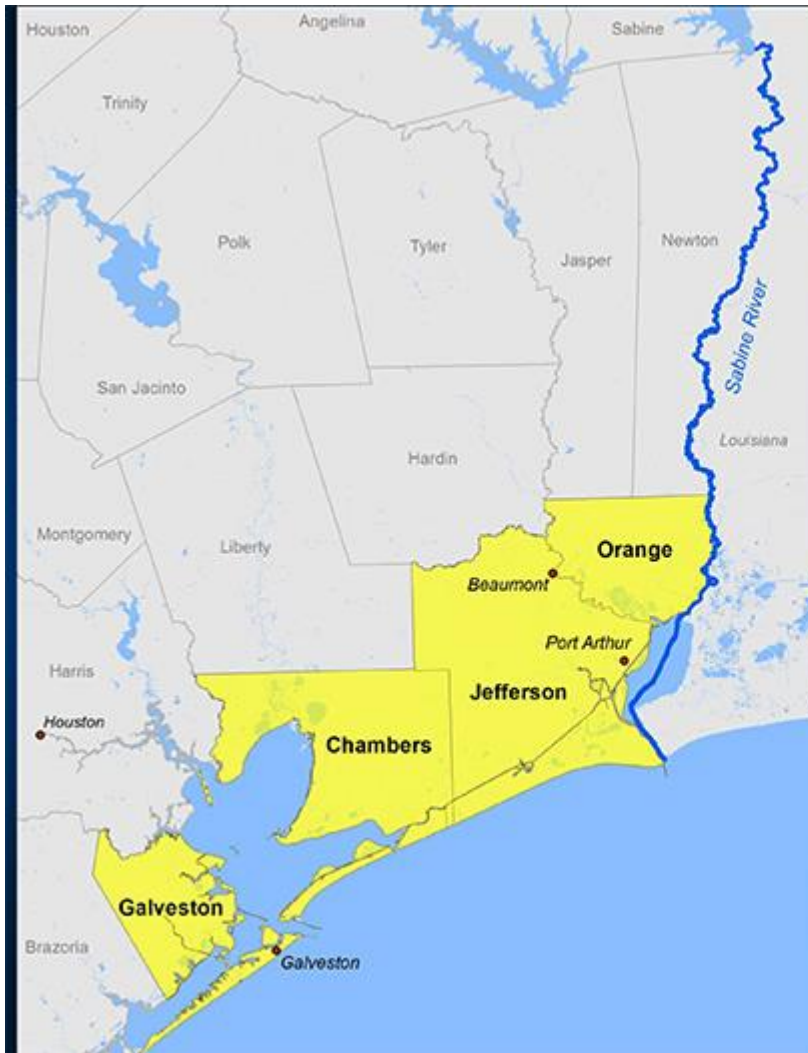 Houston
Angelina
Sabine
Trinity
Polk
Tyler
Jasper
Newton
Sabine River
San Jacinto
Louisiana
Hardin
Montgomery
Liberty
Orange
Beaumont
Port Arthur
Harris
Jefferson
Houston
Chambers
Galveston
Brazoria
Galveston